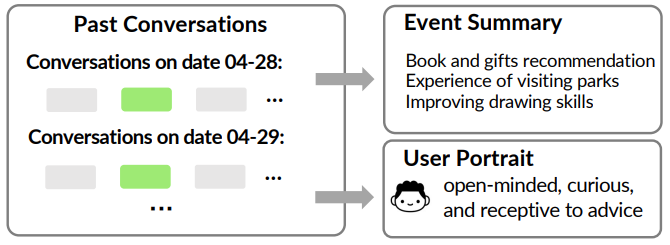 Past Conversations
Conversations on date 04-28:
...
Conversations on date 04-29:
...
...
Event Summary
Book and gifts recommendation
Experience of visiting parks
Improving drawing skills
User Portrait
open-minded, curious,
and receptive to advice